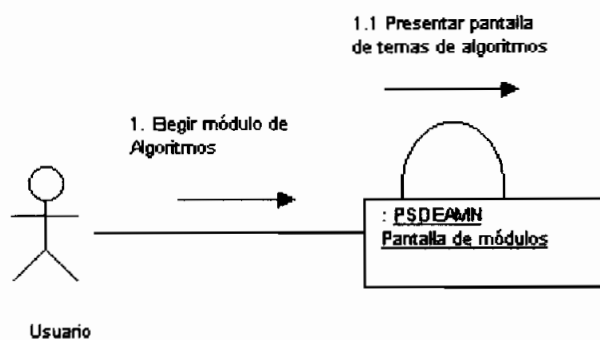 1.1 Presentar pantalla
de temas de algoritmos
1. Elegir módulo de
Algoritmos
: PSDEAMN
Pantalla de módulos
Usuario